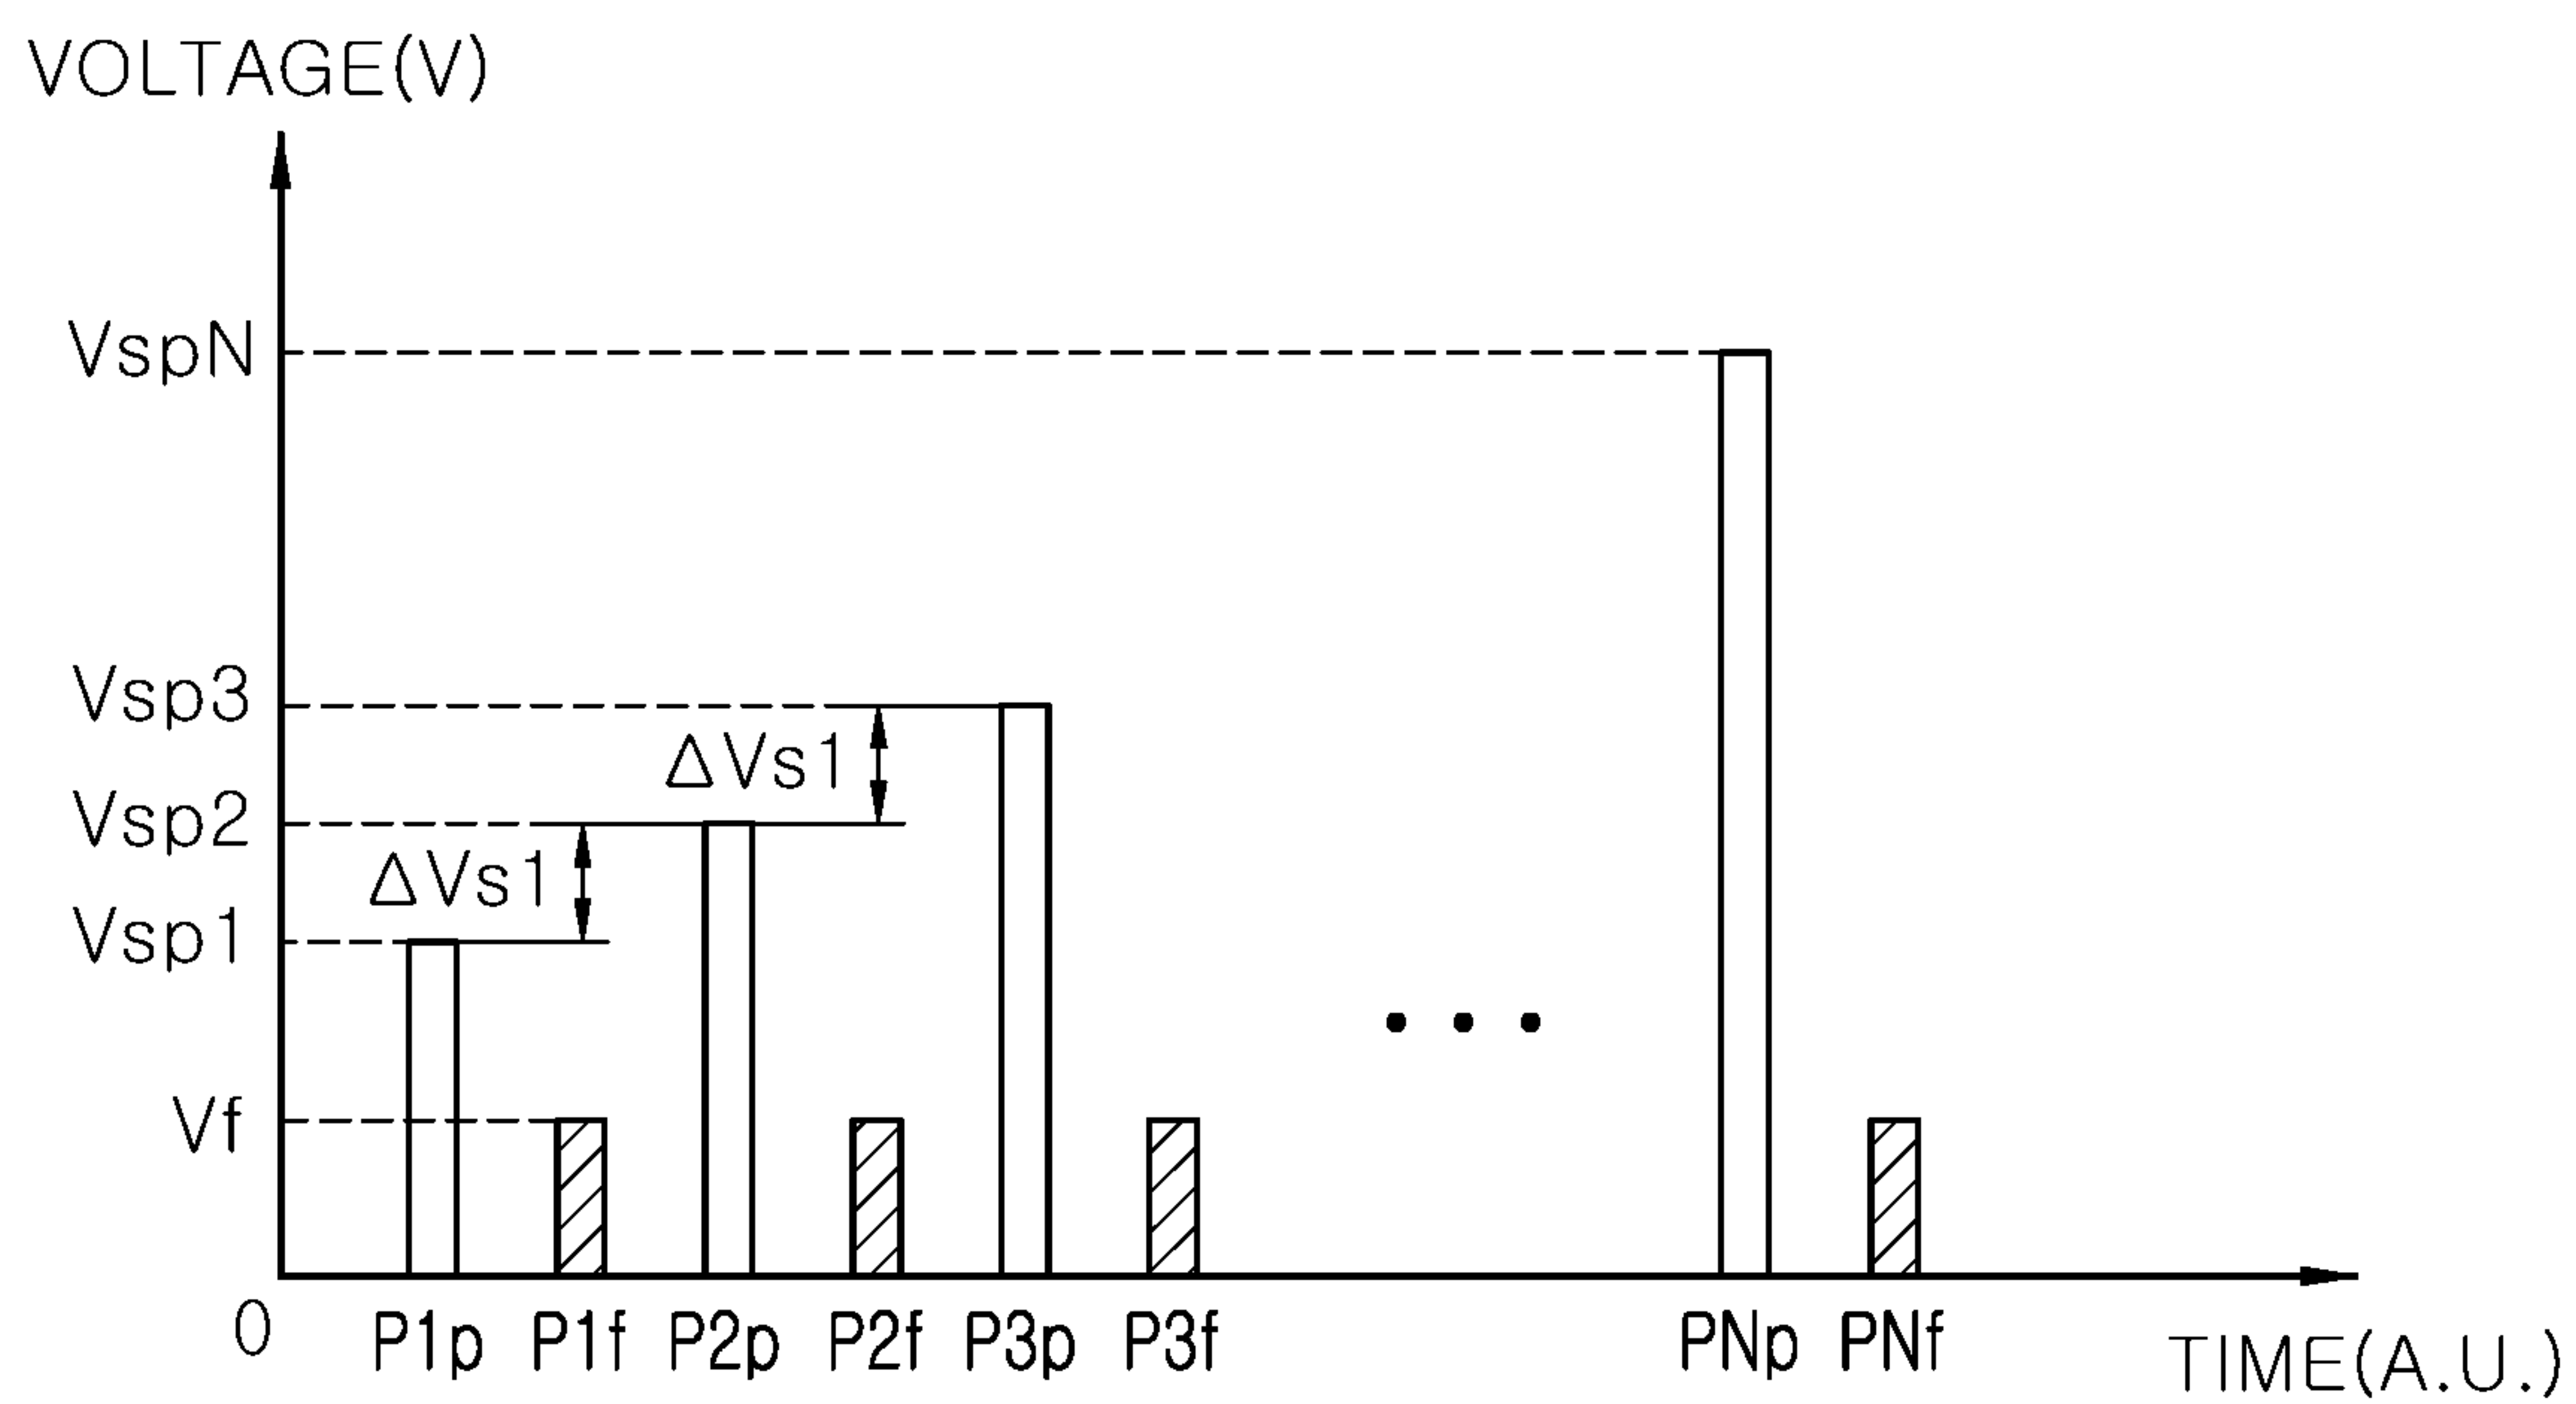 VOLTAGE(V)
VspN
Vsp3
ΔVs1
Vsp2
ΔVs1
Vsp1
Vf
0
P1p
P1f
P2p
P2f
P3p
P3f
PNp
PNf
TIME(A.U.)